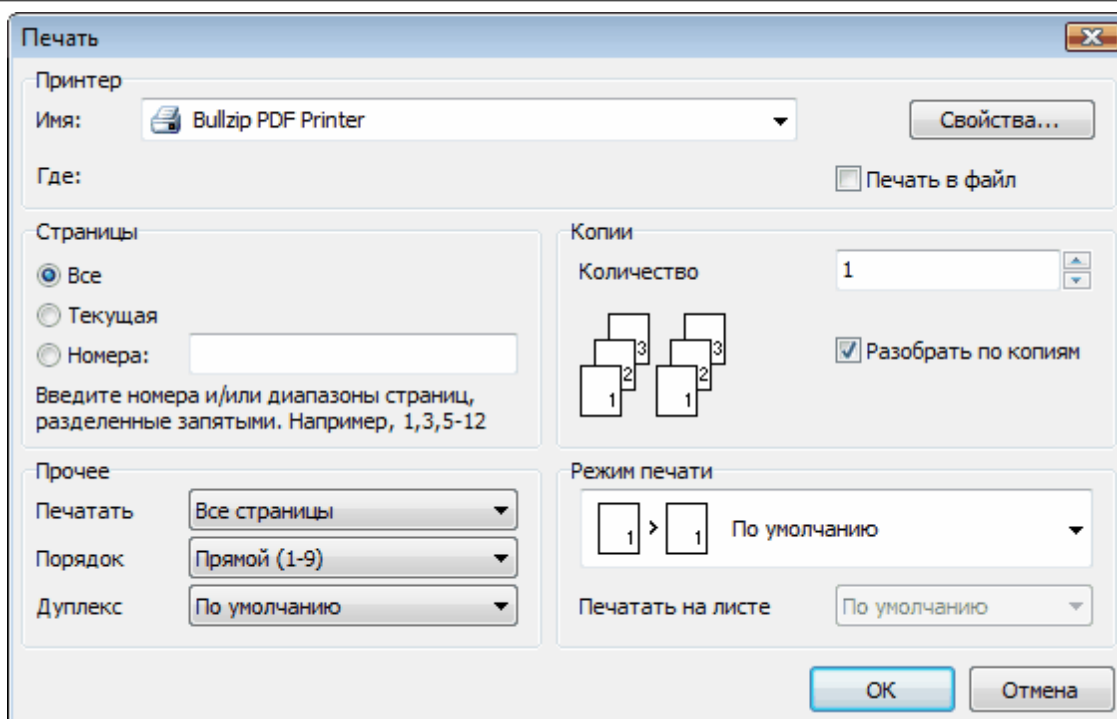 Печать
Принтер
Имя: Bullzip PDF Printer Свойства...
Где: Печать в файл
Страницы
Все
Текущая
Номера:
Введите номера и/или диапазоны страниц,
разделенные запятыми. Например, 1,3,5-12
Копии
Количество 1
3 3
2 2
1 1
Разобрать по копиям
Прочее
Печатать Все страницы
Порядок Прямой (1-9)
Дуплекс По умолчанию
Режим печати
1 > 1 По умолчанию
Печатать на листе По умолчанию
OK Отмена